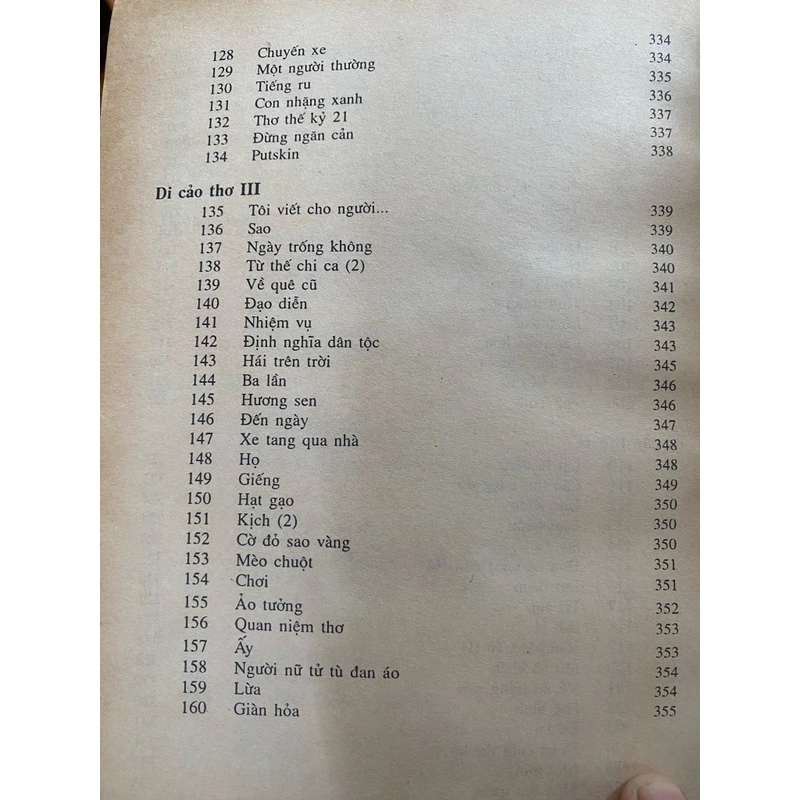 128 Chuyến xe 334
129 Một người thường 334
130 Tiếng ru 335
131 Con nhặng xanh 336
132 Thơ thế kỷ 21 337
133 Đừng ngăn cản 337
134 Putskin 338
Di cảo thơ III
135 Tôi viết cho người... 339
136 Sao 339
137 Ngày trống không 340
138 Từ thế chi ca (2) 340
139 Về quê cũ 341
140 Đạo diễn 342
141 Nhiệm vụ 343
142 Định nghĩa dân tộc 343
143 Hái trên trời 345
144 Ba lần 346
145 Hương sen 346
146 Đến ngày 347
147 Xe tang qua nhà 348
148 Họ 348
149 Giếng 349
150 Hạt gạo 350
151 Kịch (2) 350
152 Cờ đỏ sao vàng 350
153 Mèo chuột 351
154 Chơi 351
155 Ảo tưởng 352
156 Quan niệm thơ 353
157 Ấy 353
158 Người nữ tử tù đan áo 354
159 Lừa 354
160 Giàn hỏa 355